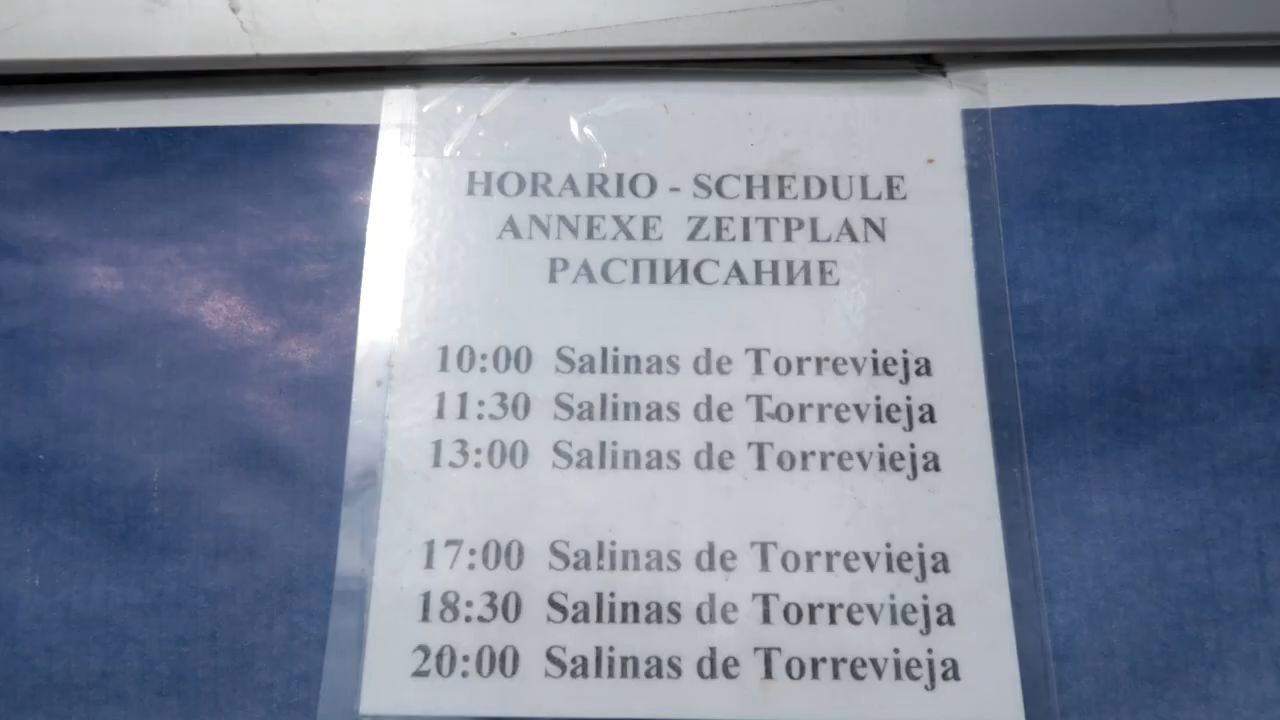 HORARIO - SCHEDULE
ANNEXE ZEITPLAN
РАСПИСАНИЕ
10:00 Salinas de Torrevieja
11:30 Salinas de Torrevieja
13:00 Salinas de Torrevieja
17:00 Salinas de Torrevieja
18:30 Salinas de Torrevieja
20:00 Salinas de Torrevieja